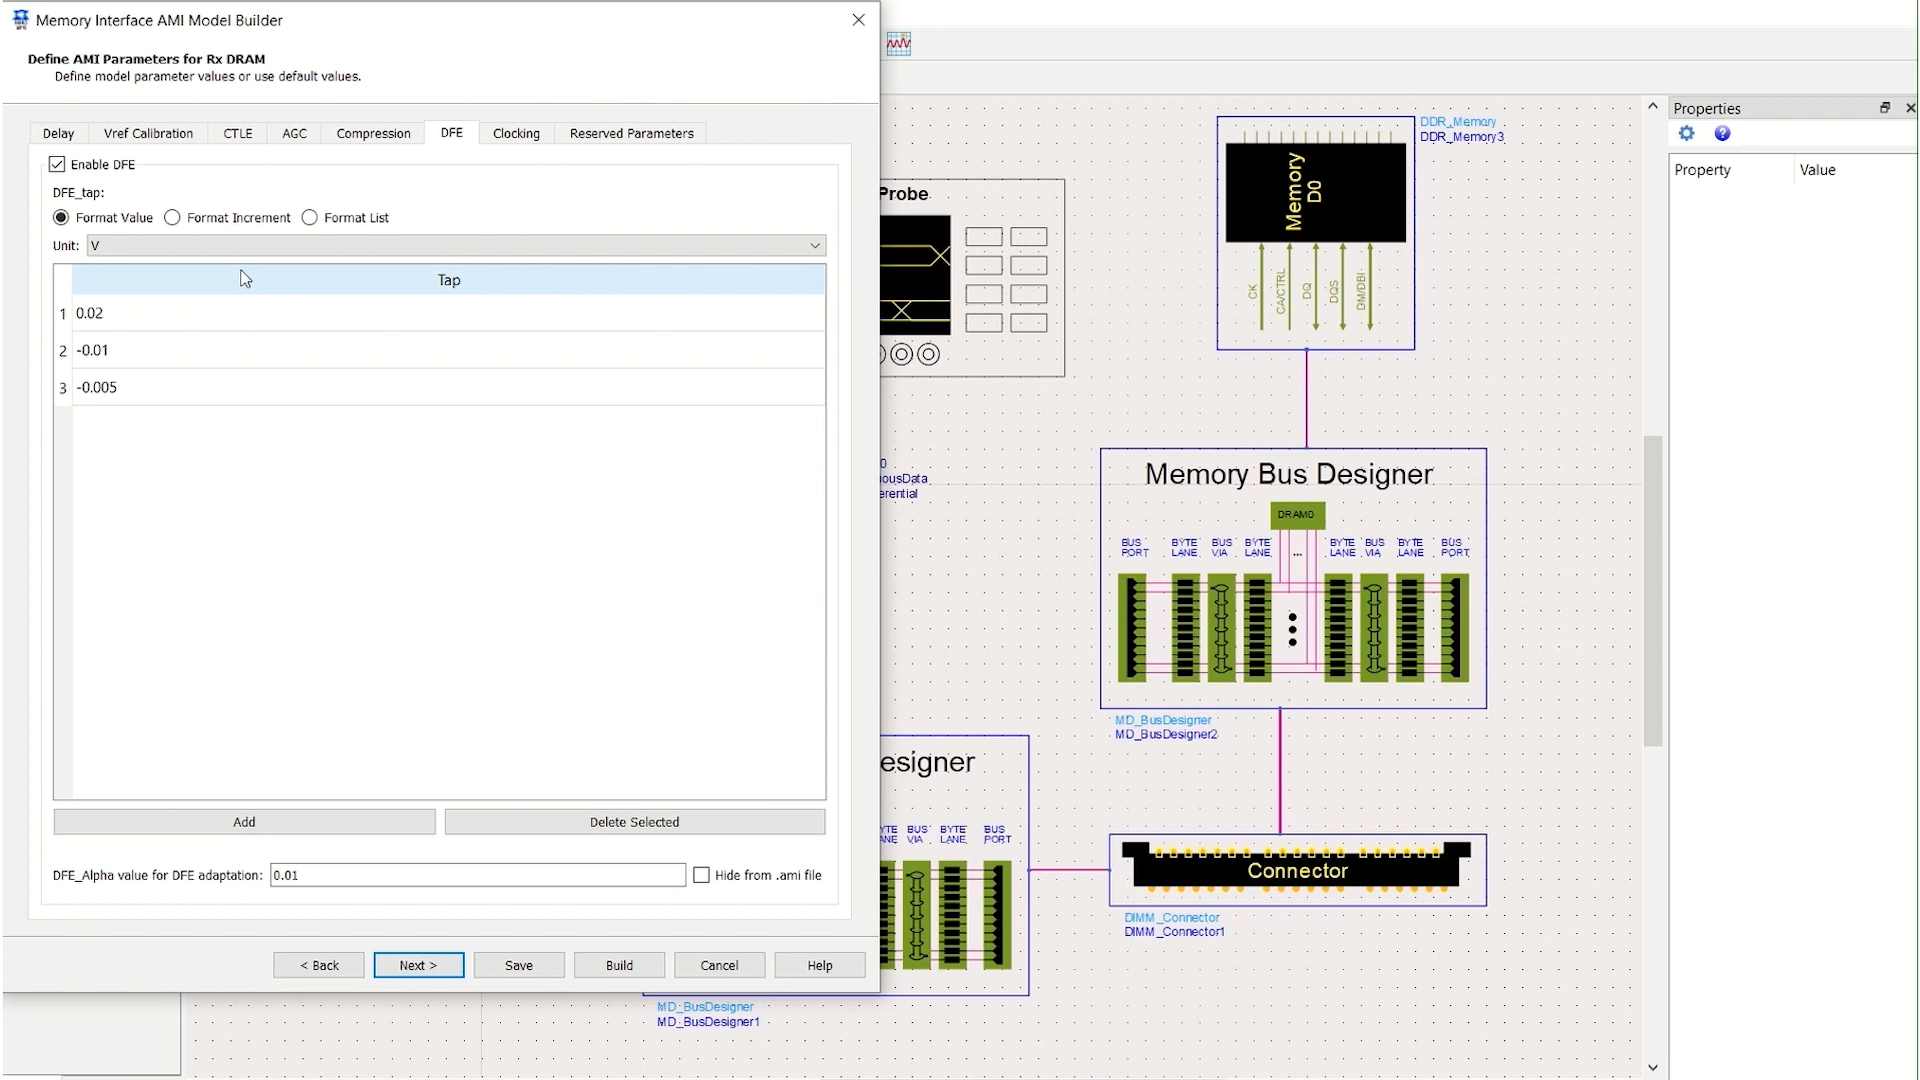 Memory Interface AMI Model Builder
Define AMI Parameters for Rx DRAM
Define model parameter values or use default values.
Delay Vref Calibration CTLE AGC Compression DFE Clocking Reserved Parameters
Enable DFE
DFE_tap:
Format Value Format Increment Format List
Unit: V
Tap
1 0.02
2 -0.01
3 -0.005
Add Delete Selected
DFE_Alpha value for DFE adaptation: 0.01 Hide from .ami file
< Back Next > Save Build Cancel Help
Probe
0
ousData
erential
DDR_Memory
DDR_Memory3
Memory
D0
CK CA/CTRL DQ DQS DM/DBI
Memory Bus Designer
DRAM0
BUS PORT BYTE LANE BUS VIA BYTE LANE ... BYTE LANE BUS VIA BYTE LANE BUS PORT
MD_BusDesigner
MD_BusDesigner2
esigner
YTE ANE BUS VIA BYTE LANE BUS PORT
MD_BusDesigner
MD_BusDesigner1
Connector
DIMM_Connector
DIMM_Connector1
Properties
Property Value